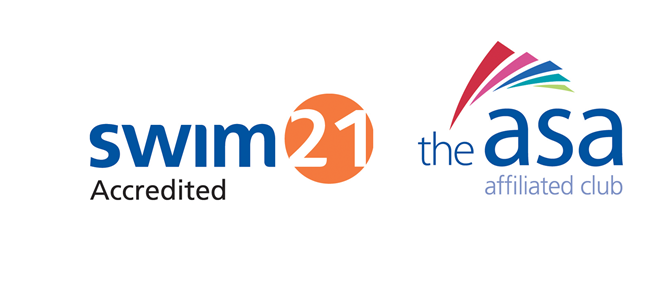 swim21
Accredited
the asa
affiliated club